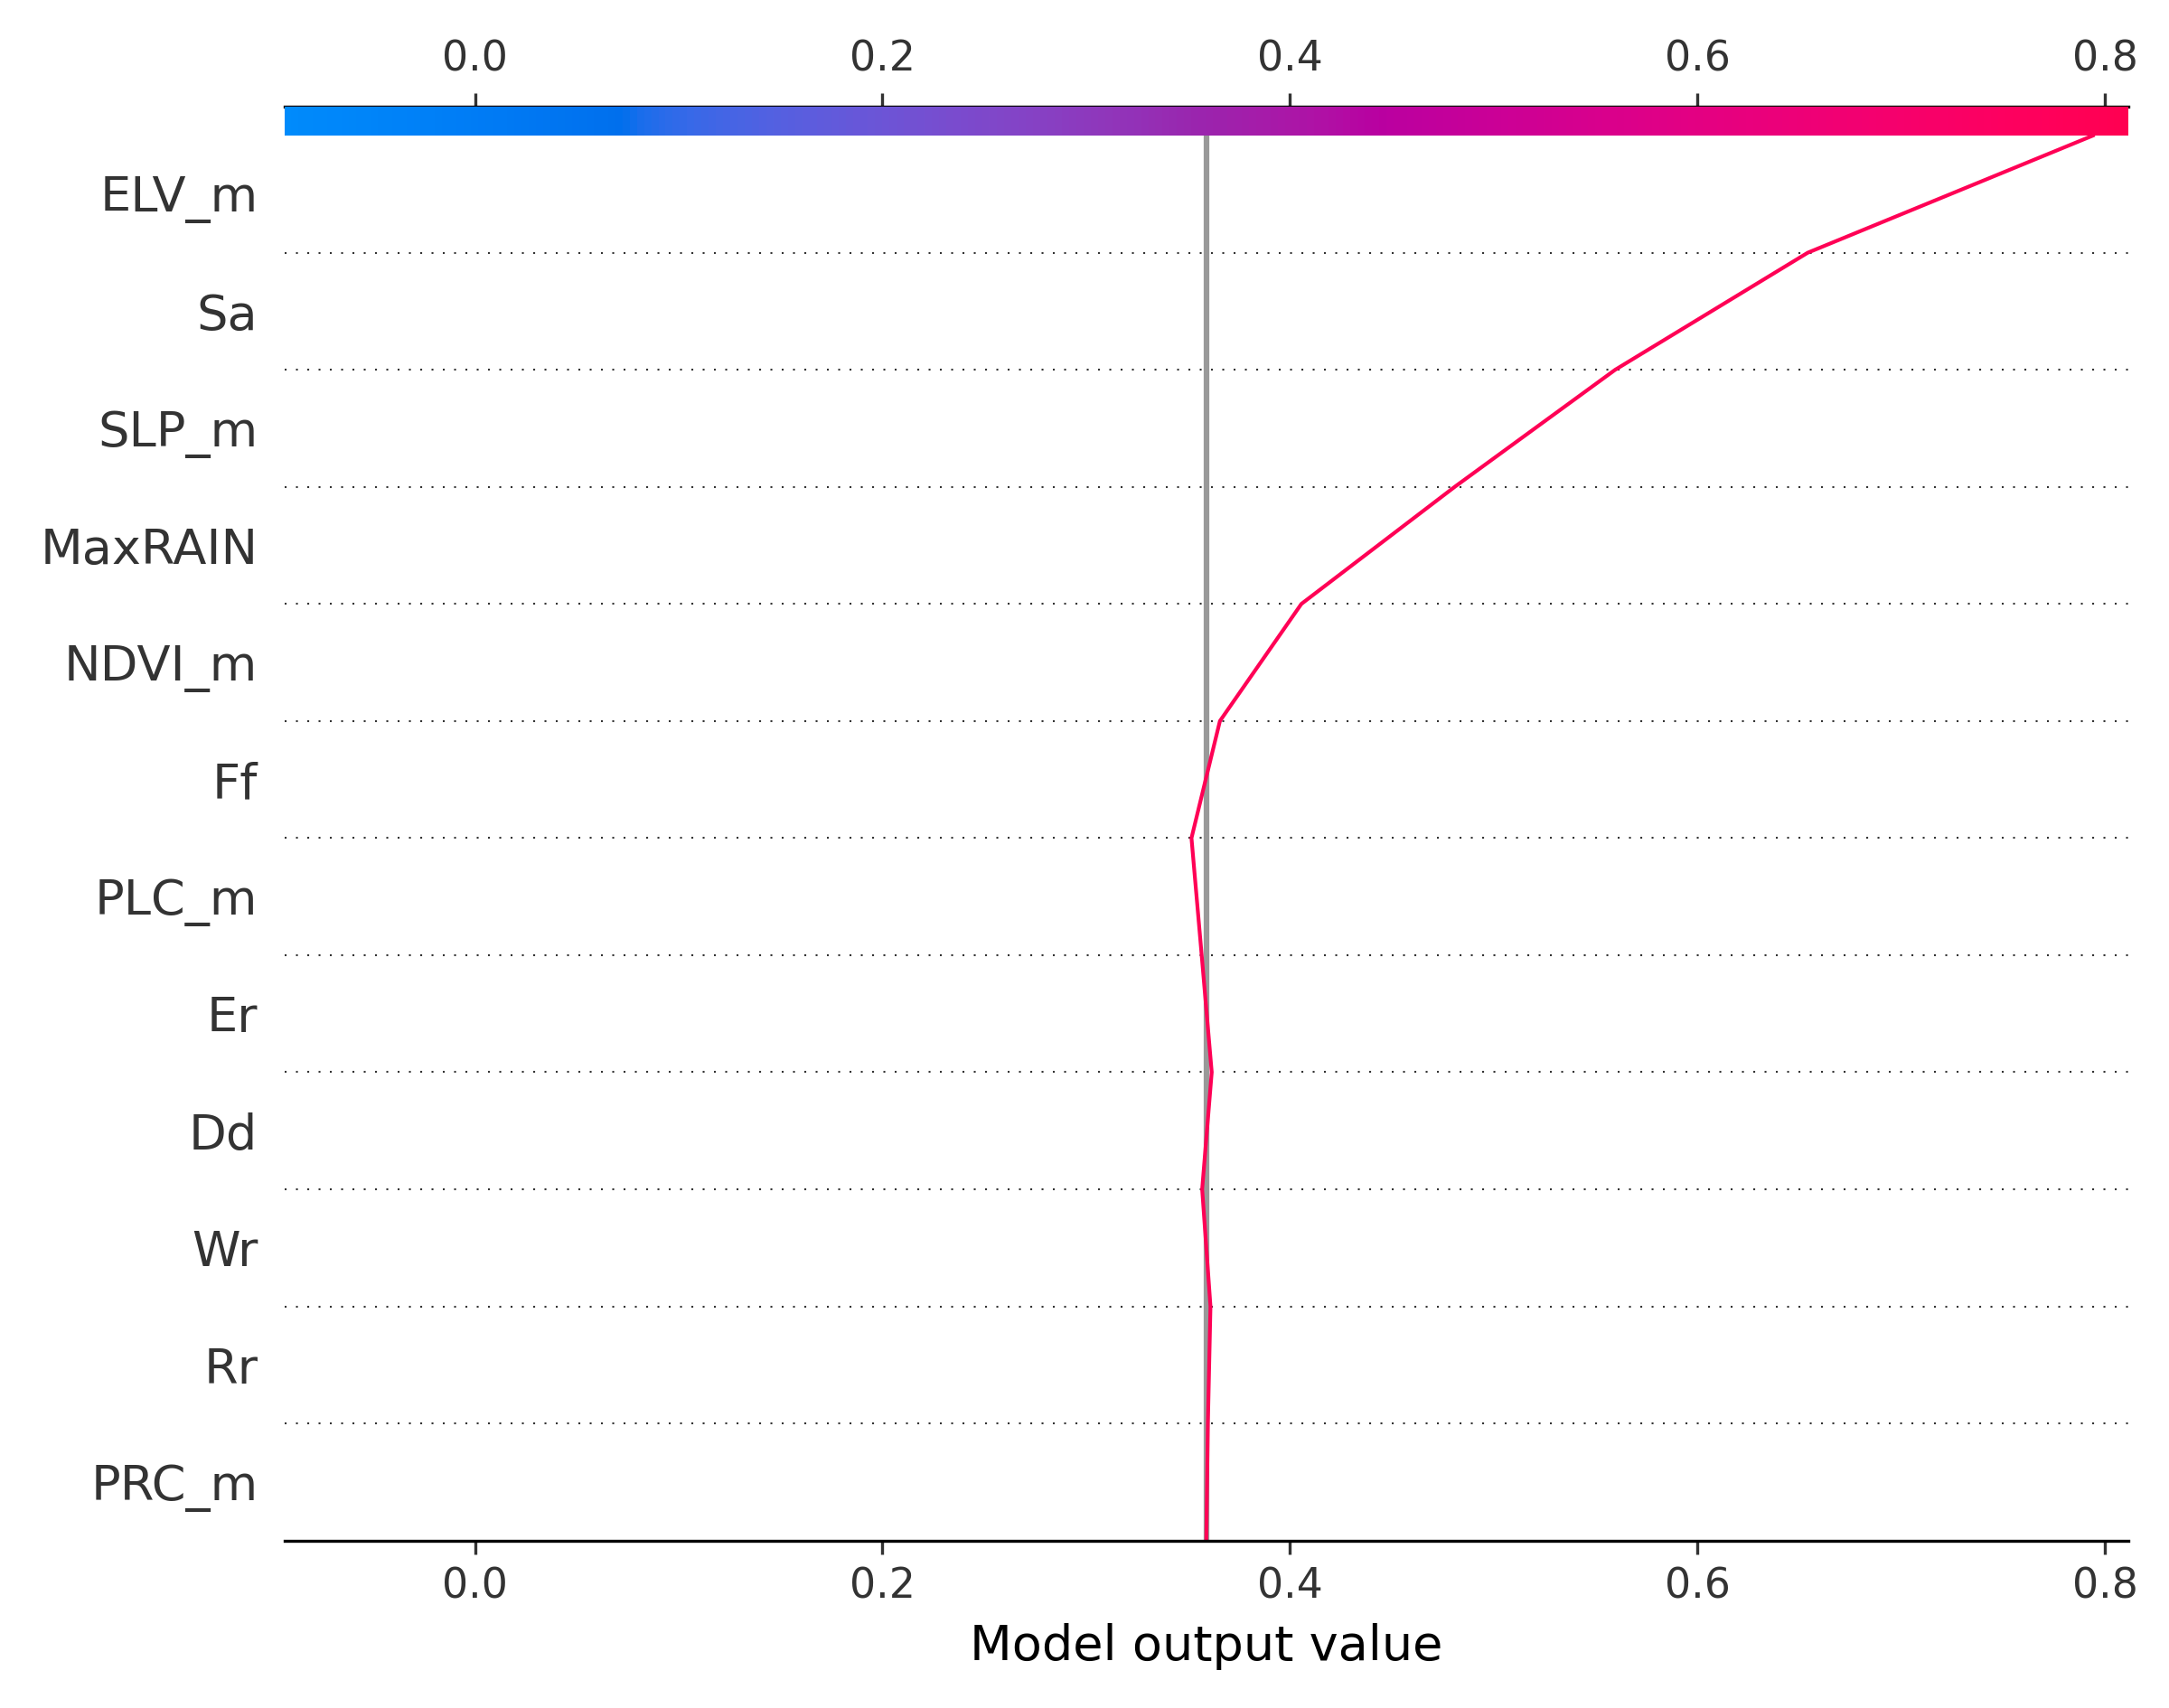 0.0 0.2 0.4 0.6 0.8
ELV_m
Sa
SLP_m
MaxRAIN
NDVI_m
Ff
PLC_m
Er
Dd
Wr
Rr
PRC_m
0.0 0.2 0.4 0.6 0.8
Model output value